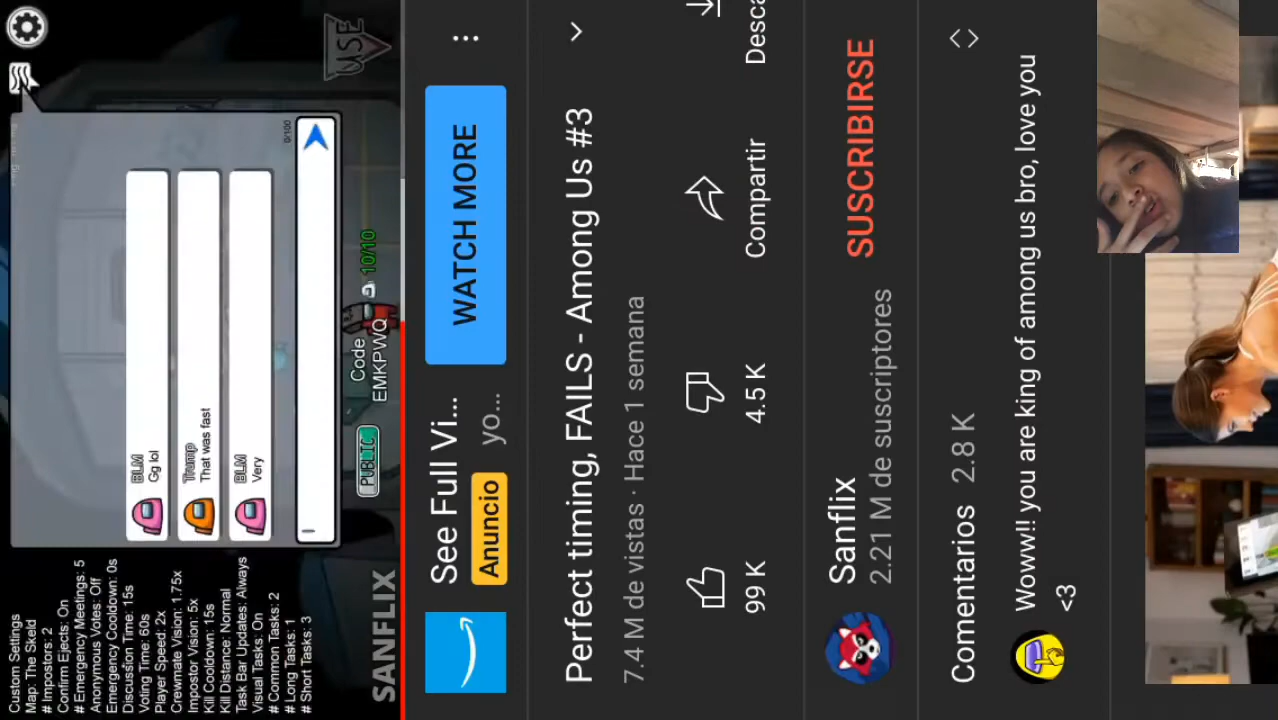 Custom Settings
Map: The Skeld
# Impostors: 2
Confirm Ejects: On
# Emergency Meetings: 5
Anonymous Votes: Off
Emergency Cooldown: 0s
Discussion Time: 15s
Voting Time: 60s
Player Speed: 2x
Crewmate Vision: 1.75x
Impostor Vision: 5x
Kill Cooldown: 15s
Kill Distance: Normal
Task Bar Updates: Always
Visual Tasks: On
# Common Tasks: 2
# Long Tasks: 1
# Short Tasks: 3
BLM
Gg lol
Trump
That was fast
BLM
Very
0/100
USE
PUBLIC
Code
EMKPWQ
10/10
SANFLIX
See Full Vi...
Anuncio
yo...
WATCH MORE
Perfect timing, FAILS - Among Us #3
7.4 M de vistas · Hace 1 semana
99 K
4.5 K
Compartir
Desca
Sanflix
2.21 M de suscriptores
SUSCRIBIRSE
Comentarios 2.8 K
Wowww!! you are king of among us bro, love you
<3